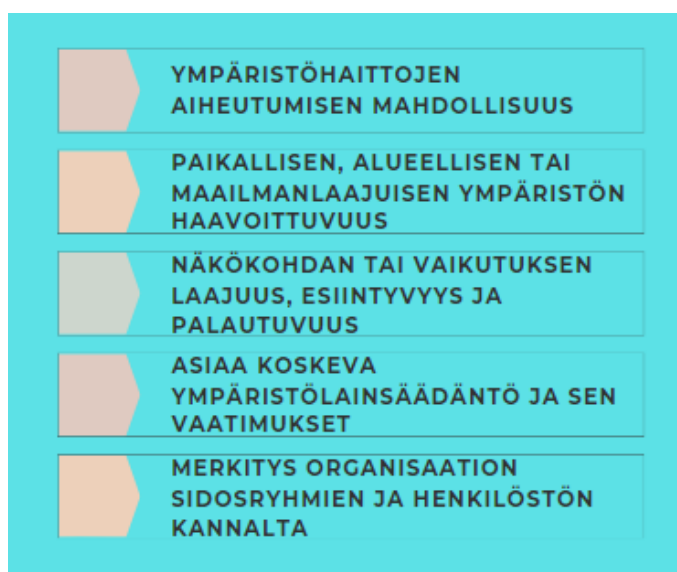 YMPÄRISTÖHAITTOJEN
AIHEUTUMISEN MAHDOLLISUUS
PAIKALLISEN, ALUEELLISEN TAI
MAAILMANLAAJUISEN YMPÄRISTÖN
HAAVOITTUVUUS
NÄKÖKOHDAN TAI VAIKUTUKSEN
LAAJUUS, ESIINTYVYYS JA
PALAUTUVUUS
ASIAA KOSKEVA
YMPÄRISTÖLAINSÄÄDÄNTÖ JA SEN
VAATIMUKSET
MERKITYS ORGANISAATION
SIDOSRYHMIEN JA HENKILÖSTÖN
KANNALTA